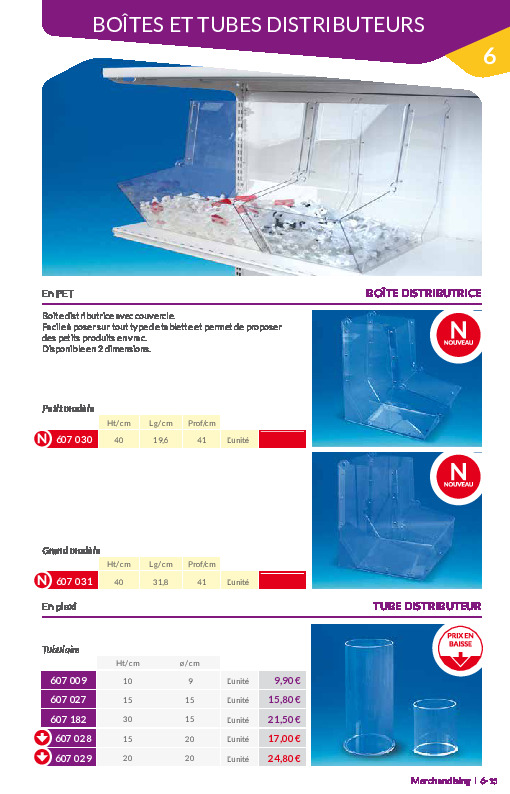 BOÎTES ET TUBES DISTRIBUTEURS
6
En PET
BOÎTE DISTRIBUTRICE
Boîte distributrice avec couvercle.
Facile à poser sur tout type de tablette et permet de proposer
des petits produits en vrac.
Disponible en 2 dimensions.
N
NOUVEAU
Petit modèle
Ht/cm Lg/cm Prof/cm
N 607 030 40 19,6 41 L'unité
N
NOUVEAU
Grand modèle
Ht/cm Lg/cm Prof/cm
N 607 031 40 31,8 41 L'unité
En plexi
TUBE DISTRIBUTEUR
PRIX EN
BAISSE
Tubulaire
Ht/cm ø/cm
607 009 10 9 L'unité 9,90 €
607 027 15 15 L'unité 15,80 €
607 182 30 15 L'unité 21,50 €
607 028 15 20 L'unité 17,00 €
607 029 20 20 L'unité 24,80 €
Merchandising I 6-15